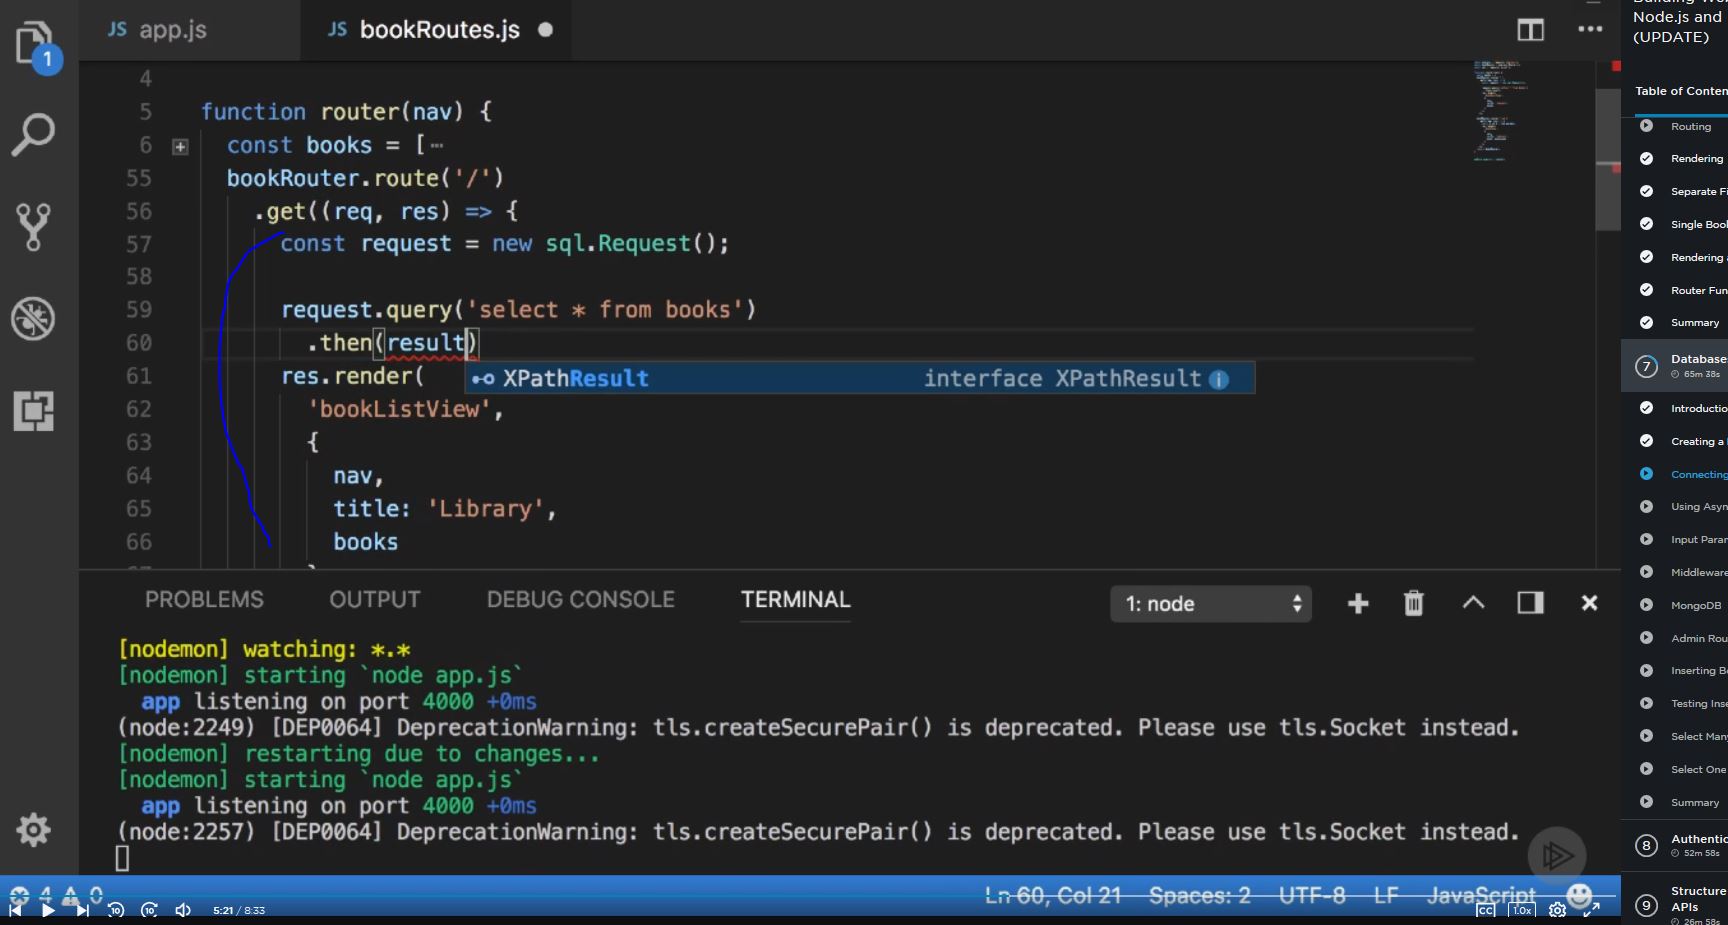 JS app.js
JS bookRoutes.js
1
4
5 function router(nav) {
6 const books = [
55 bookRouter.route('/')
56 .get((req, res) => {
57 const request = new sql.Request();
58
59 request.query('select * from books')
60 .then(result)
XPathResult interface XPathResult
61 res.render(
62 'bookListView',
63 {
64 nav,
65 title: 'Library',
66 books
PROBLEMS OUTPUT DEBUG CONSOLE TERMINAL 1: node
[nodemon] watching: *.*
[nodemon] starting `node app.js`
app listening on port 4000 +0ms
(node:2249) [DEP0064] DeprecationWarning: tls.createSecurePair() is deprecated. Please use tls.Socket instead.
[nodemon] restarting due to changes...
[nodemon] starting `node app.js`
app listening on port 4000 +0ms
(node:2257) [DEP0064] DeprecationWarning: tls.createSecurePair() is deprecated. Please use tls.Socket instead.
4 0 Ln 60, Col 21 Spaces: 2 UTF-8 LF JavaScript
10 10 5:21 / 8:33 CC 1.0x
Node.js and
(UPDATE)
Table of Conten
Routing
Rendering
Separate Fi
Single Bool
Rendering
Router Fun
Summary
7 Database
65m 38s
Introductio
Creating a
Connecting
Using Asyn
Input Parar
Middleware
MongoDB
Admin Rou
Inserting B
Testing Inse
Select Many
Select One
Summary
8 Authentic
52m 58s
9 Structure
APIs
26m 58s